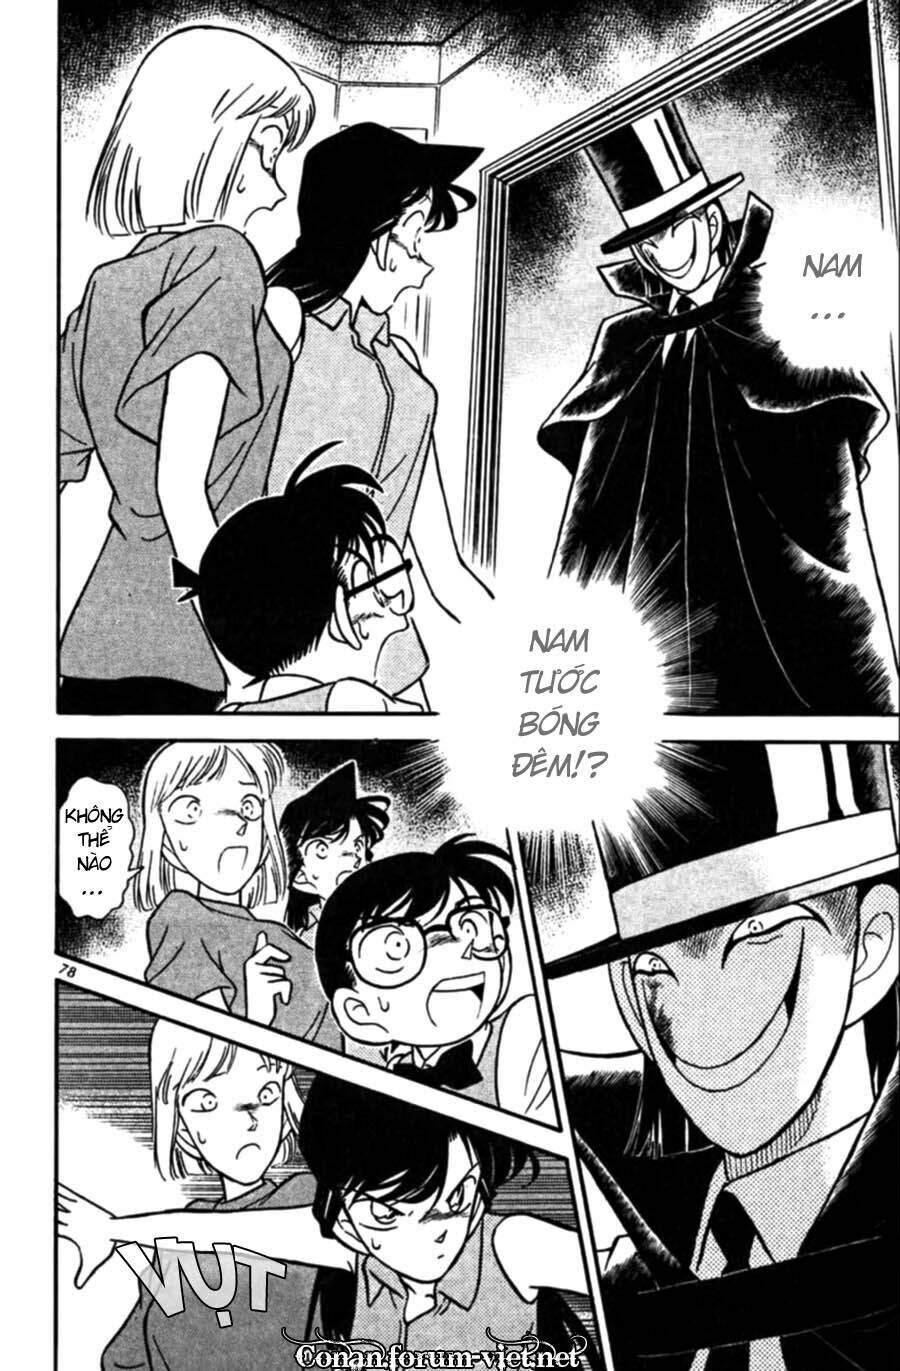 NAM
...
NAM
TƯỚC
BÓNG
ĐÊM!?
KHÔNG
THỂ
NÀO
...
78
VỤT
Conan.forum-viet.net